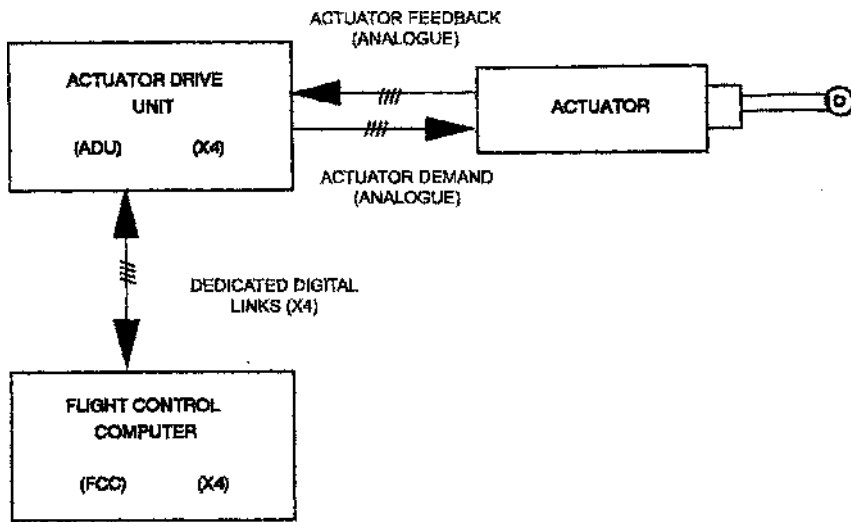 ACTUATOR FEEDBACK
(ANALOGUE)
ACTUATOR DRIVE
UNIT
(ADU) (X4)
ACTUATOR
ACTUATOR DEMAND
(ANALOGUE)
DEDICATED DIGITAL
LINKS (X4)
FLIGHT CONTROL
COMPUTER
(FCC) (X4)